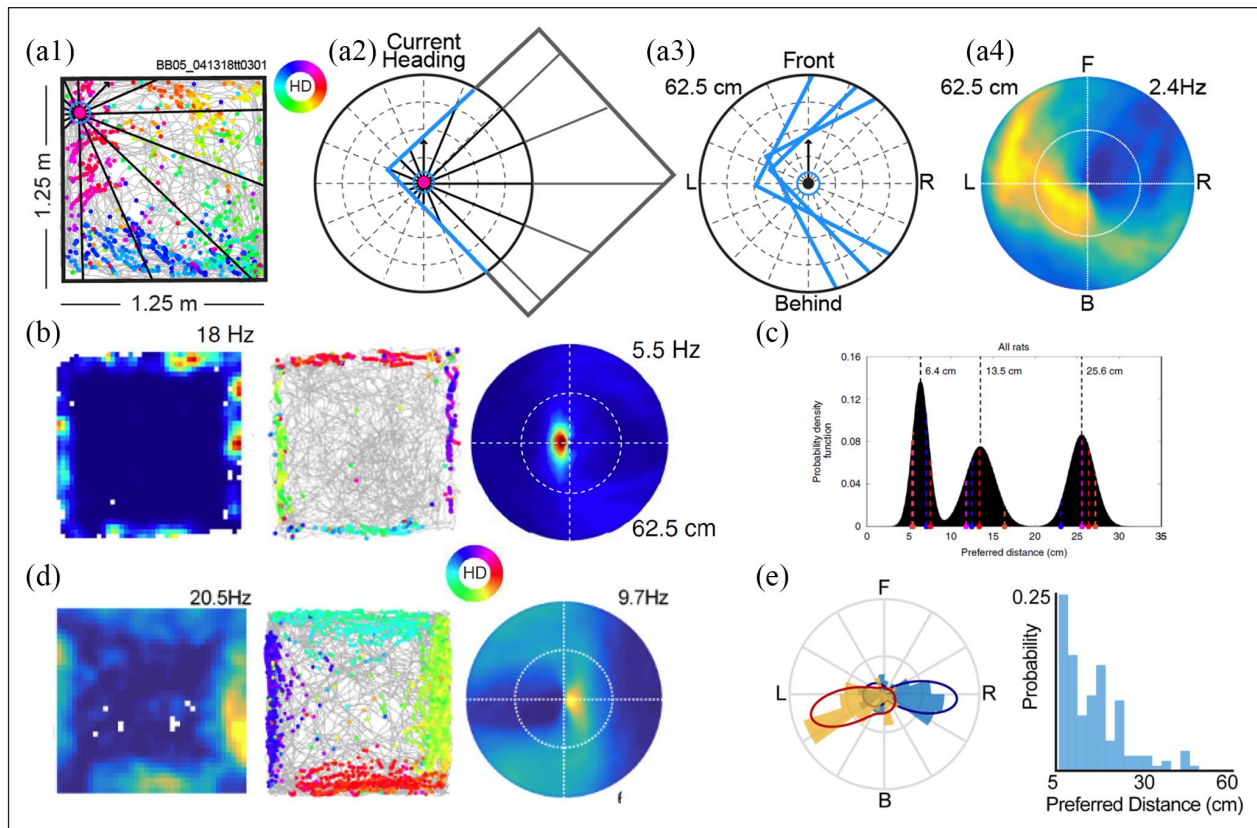 (a1)
BB05_041318tt0301
HD
1.25 m
1.25 m
(a2)
Current
Heading
(a3)
Front
62.5 cm
L
R
Behind
(a4)
F
62.5 cm
2.4Hz
L
R
B
(b)
18 Hz
5.5 Hz
62.5 cm
(c)
All rats
0.16
0.12
0.08
0.04
0
6.4 cm
13.5 cm
25.6 cm
Probability density
function
0 5 10 15 20 25 30 35
Preferred distance (cm)
(d)
20.5Hz
HD
9.7Hz
(e)
F
L
R
B
0.25
Probability
5 30 60
Preferred Distance (cm)